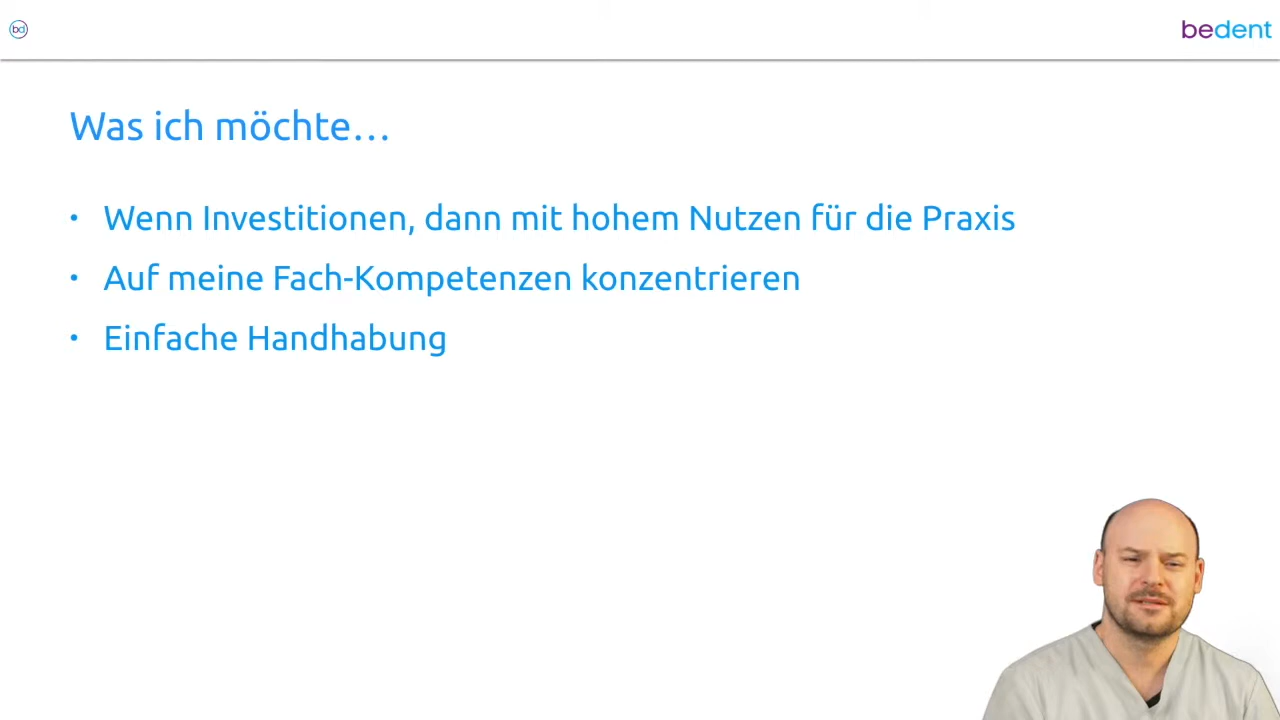 bd
bedent
Was ich möchte...
• Wenn Investitionen, dann mit hohem Nutzen für die Praxis
• Auf meine Fach-Kompetenzen konzentrieren
• Einfache Handhabung